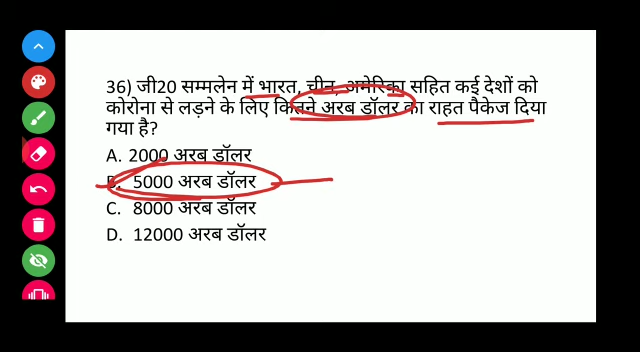 36) जी20 सम्मलेन में भारत, चीन, अमेरिका सहित कई देशों को
कोरोना से लड़ने के लिए कितने अरब डॉलर का राहत पैकेज दिया
गया है?
A. 2000 अरब डॉलर
B. 5000 अरब डॉलर
C. 8000 अरब डॉलर
D. 12000 अरब डॉलर